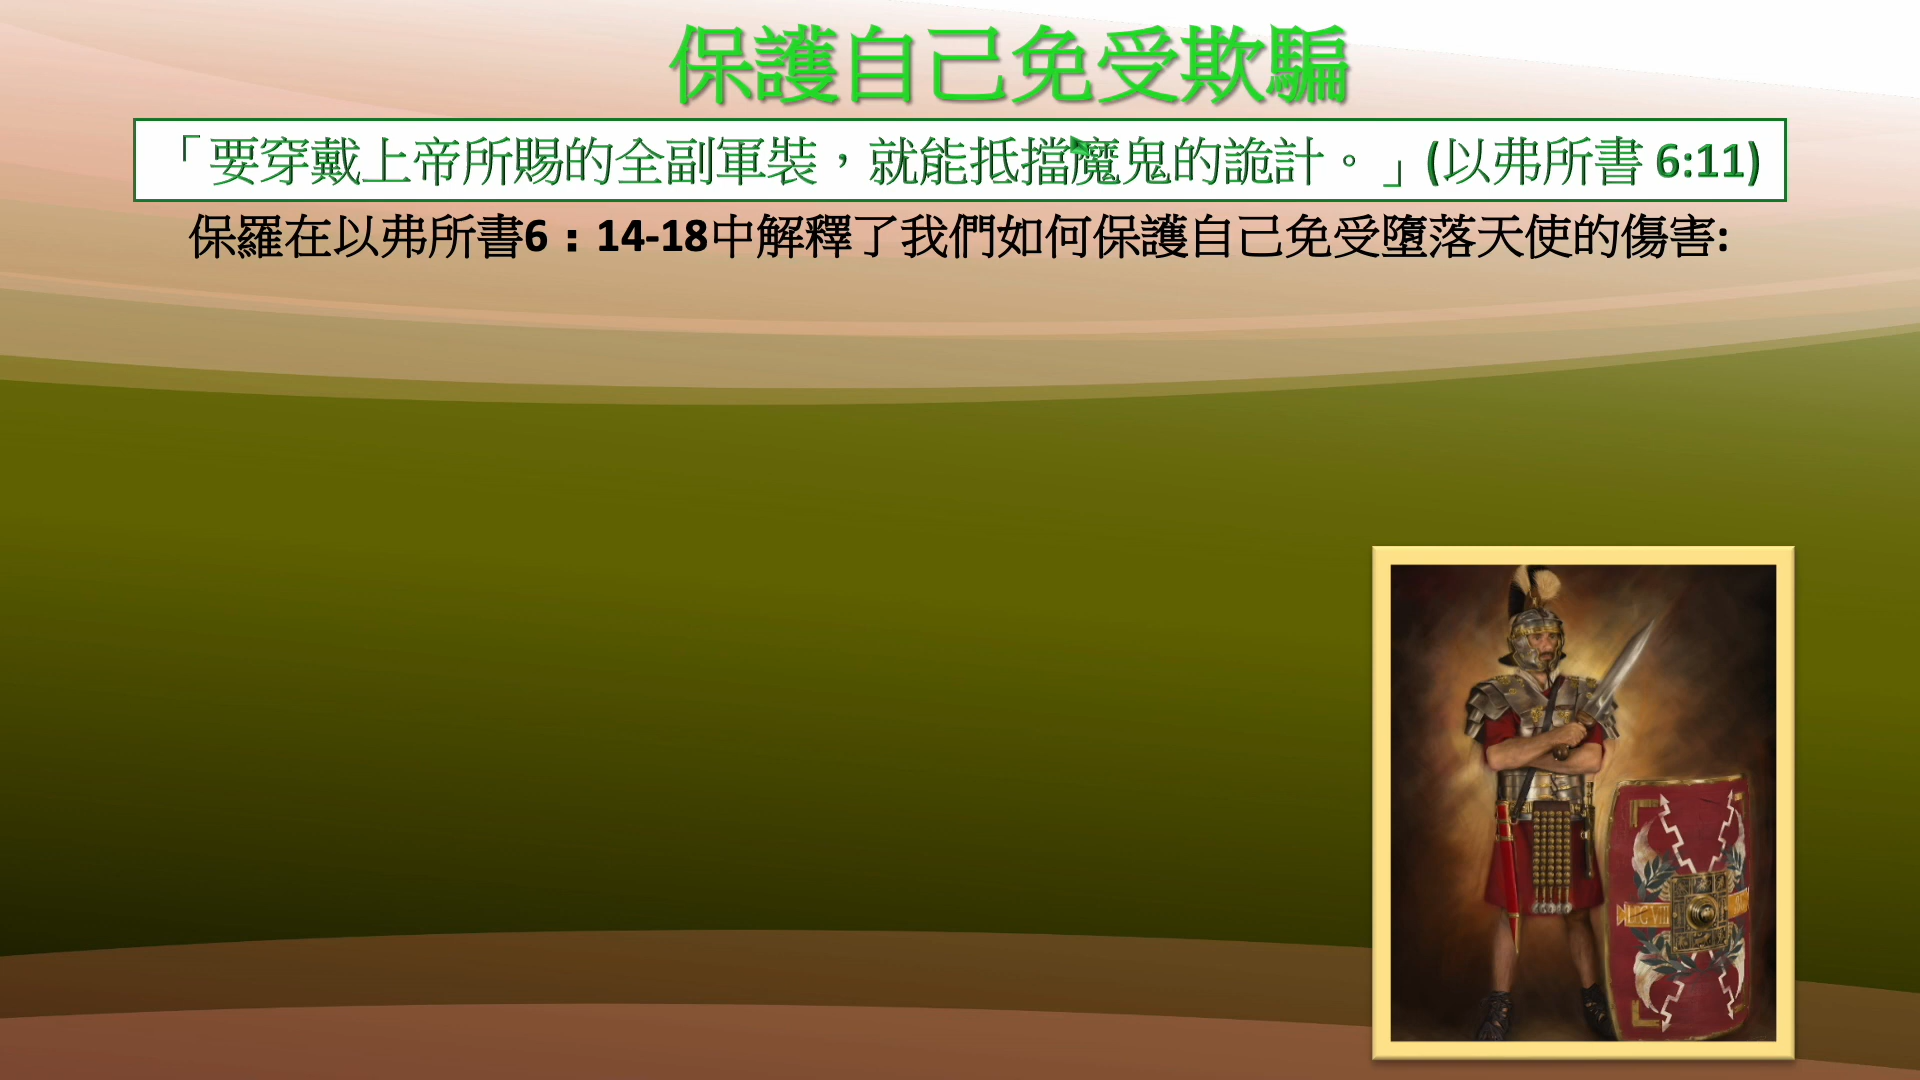 保護自己免受欺騙
「要穿戴上帝所賜的全副軍裝，就能抵擋魔鬼的詭計。」(以弗所書 6:11)
保羅在以弗所書6：14-18中解釋了我們如何保護自己免受墮落天使的傷害: